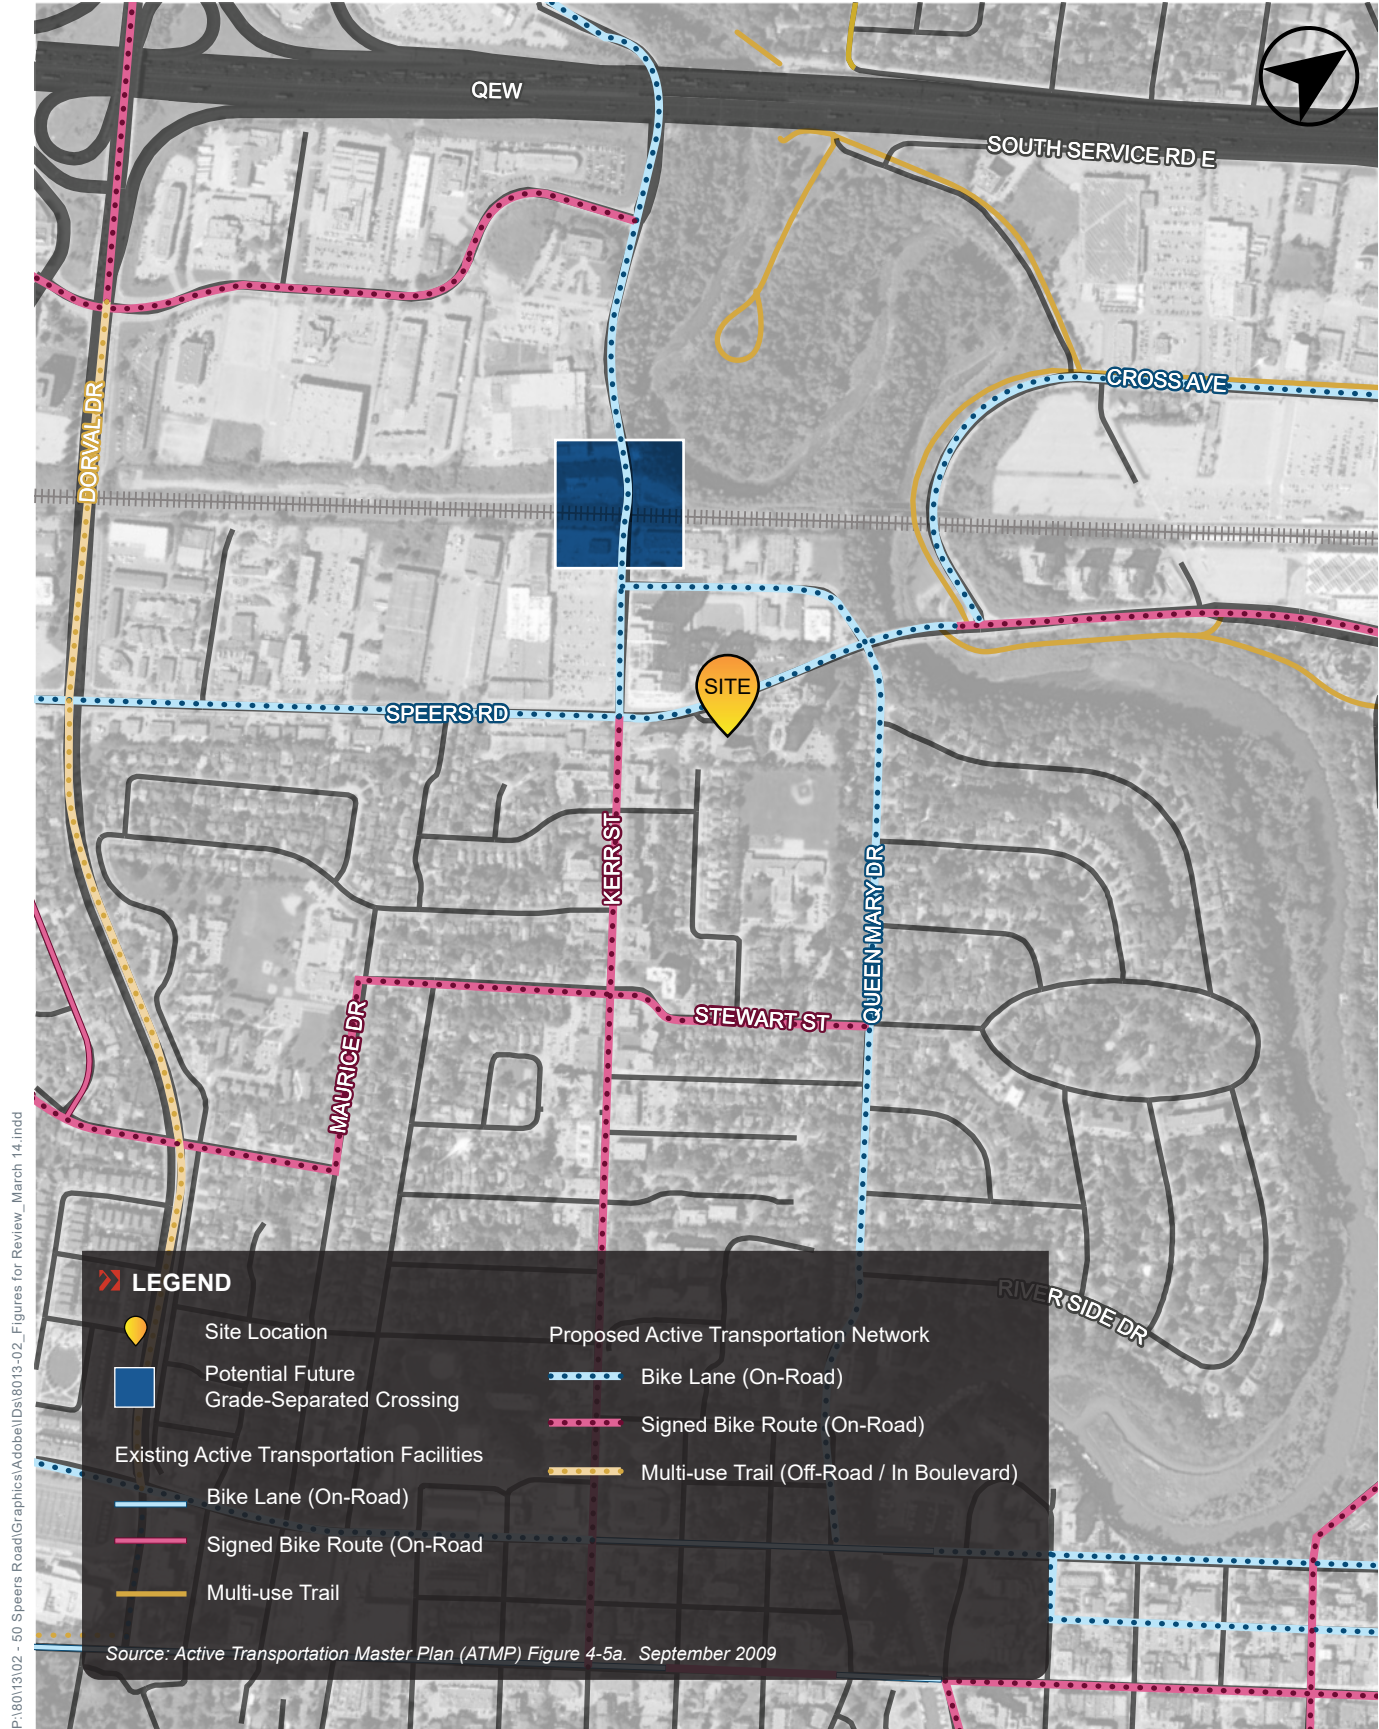 QEW
SOUTH SERVICE RD E
CROSS AVE
DORVAL DR
SITE
SPEERS RD
KERR ST
QUEEN MARY DR
MAURICE DR
STEWART ST
RIVER SIDE DR
LEGEND
Site Location
Potential Future
Grade-Separated Crossing
Existing Active Transportation Facilities
Bike Lane (On-Road)
Signed Bike Route (On-Road
Multi-use Trail
Proposed Active Transportation Network
Bike Lane (On-Road)
Signed Bike Route (On-Road)
Multi-use Trail (Off-Road / In Boulevard)
Source: Active Transportation Master Plan (ATMP) Figure 4-5a. September 2009
P:\80\13\02 - 50 Speers Road\Graphics\Adobe\IDs\8013-02_Figures for Review_March 14.indd